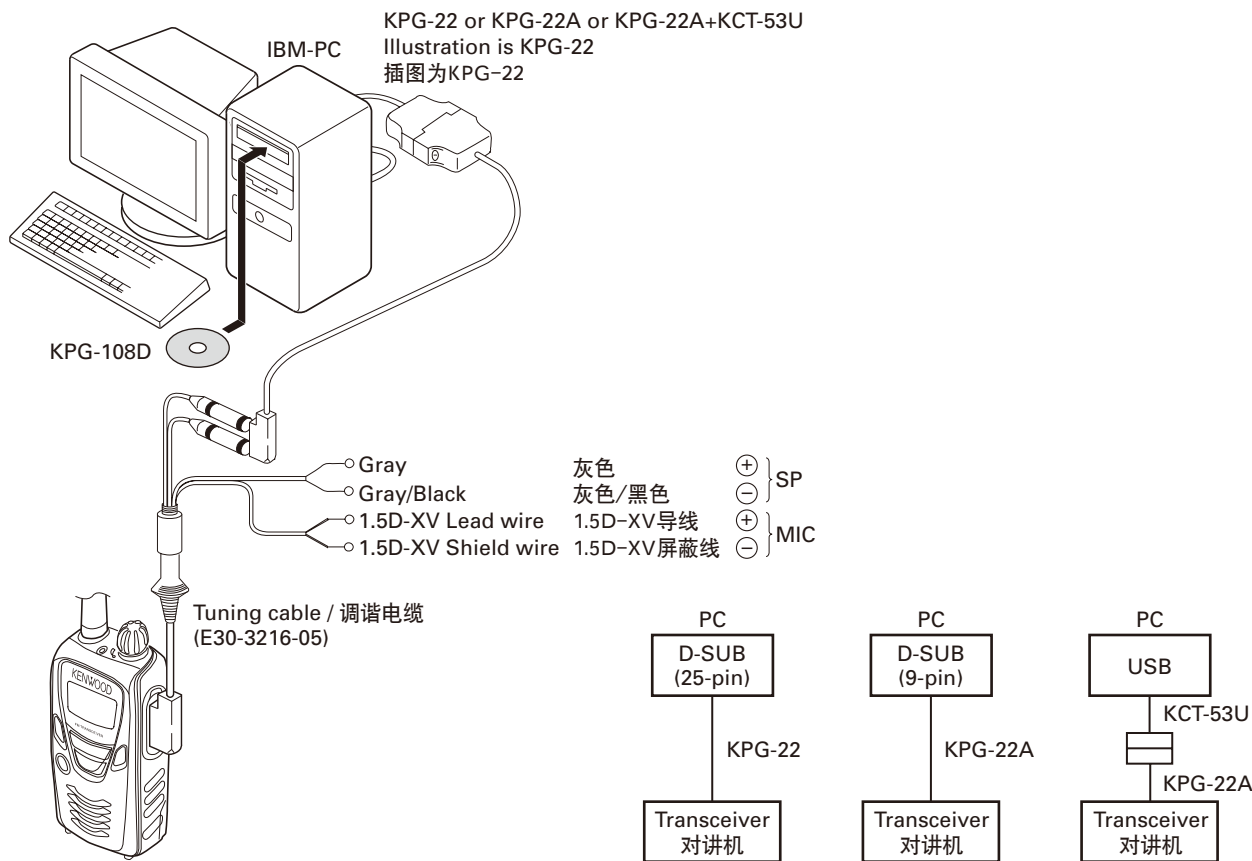 KPG-22 or KPG-22A or KPG-22A+KCT-53U
Illustration is KPG-22
插图为KPG-22
IBM-PC
KPG-108D
Gray 灰色 ⊕
Gray/Black 灰色/黑色 ⊖
SP
1.5D-XV Lead wire 1.5D-XV导线 ⊕
1.5D-XV Shield wire 1.5D-XV屏蔽线 ⊖
MIC
Tuning cable / 调谐电缆
(E30-3216-05)
KENWOOD
FM TRANSCEIVER
PC
D-SUB
(25-pin)
KPG-22
Transceiver
对讲机
PC
D-SUB
(9-pin)
KPG-22A
Transceiver
对讲机
PC
USB
KCT-53U
KPG-22A
Transceiver
对讲机